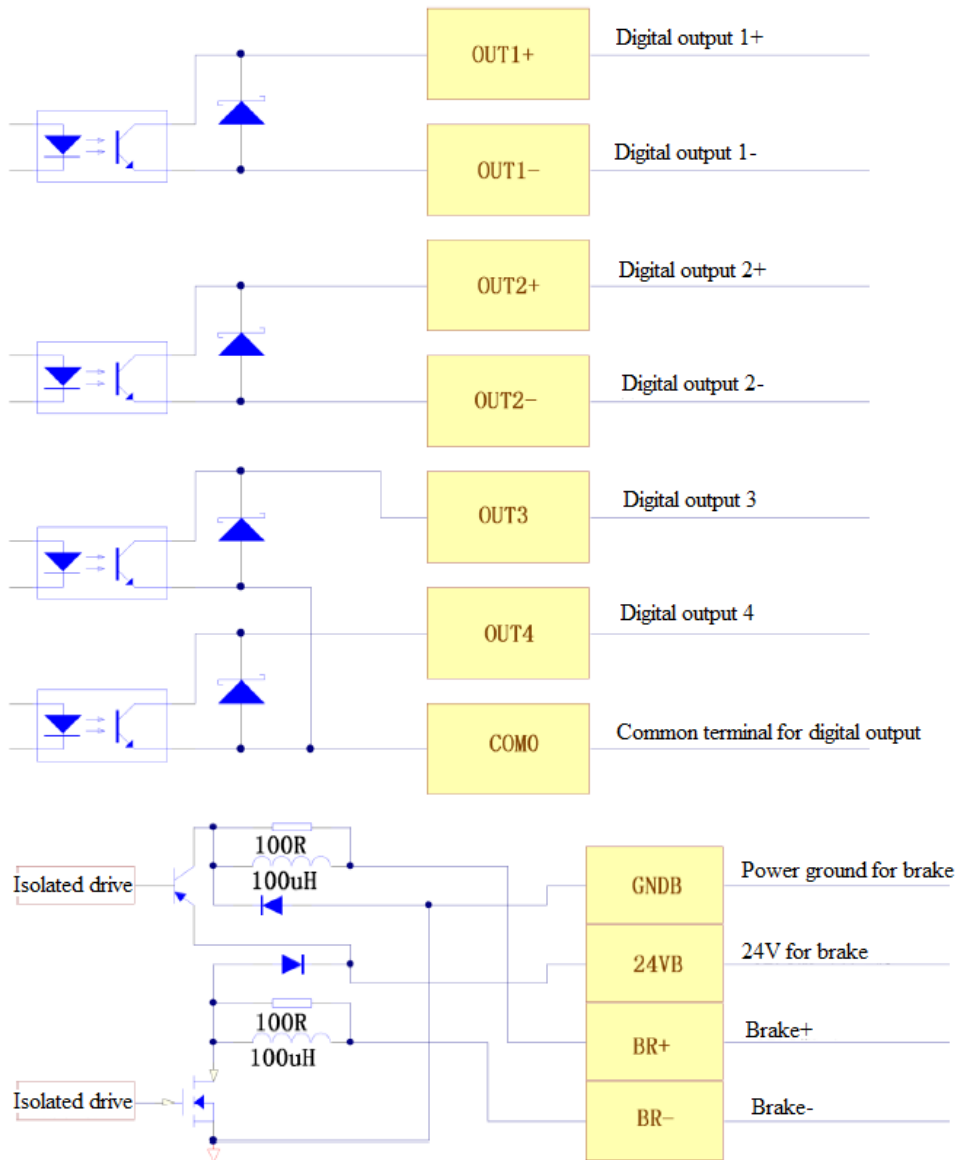 OUT1+ Digital output 1+
OUT1- Digital output 1-
OUT2+ Digital output 2+
OUT2- Digital output 2-
OUT3 Digital output 3
OUT4 Digital output 4
COMO Common terminal for digital output
100R
100uH
Isolated drive
GNDB Power ground for brake
24VB 24V for brake
100R
100uH
BR+ Brake+
Isolated drive
BR- Brake-